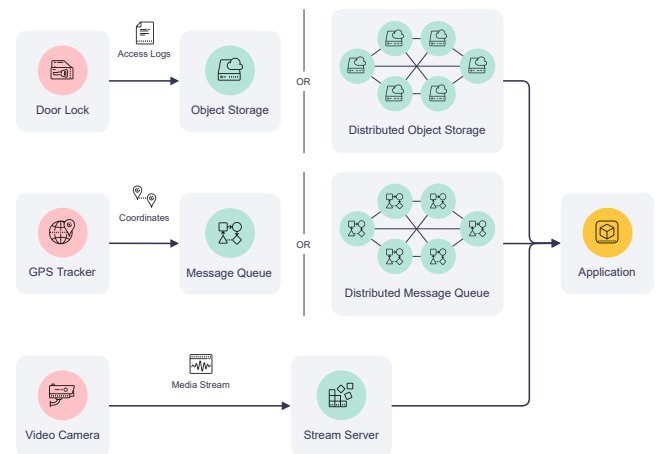 Access Logs
Door Lock
Object Storage
OR
Distributed Object Storage
Coordinates
GPS Tracker
Message Queue
OR
Distributed Message Queue
Application
Media Stream
Video Camera
Stream Server